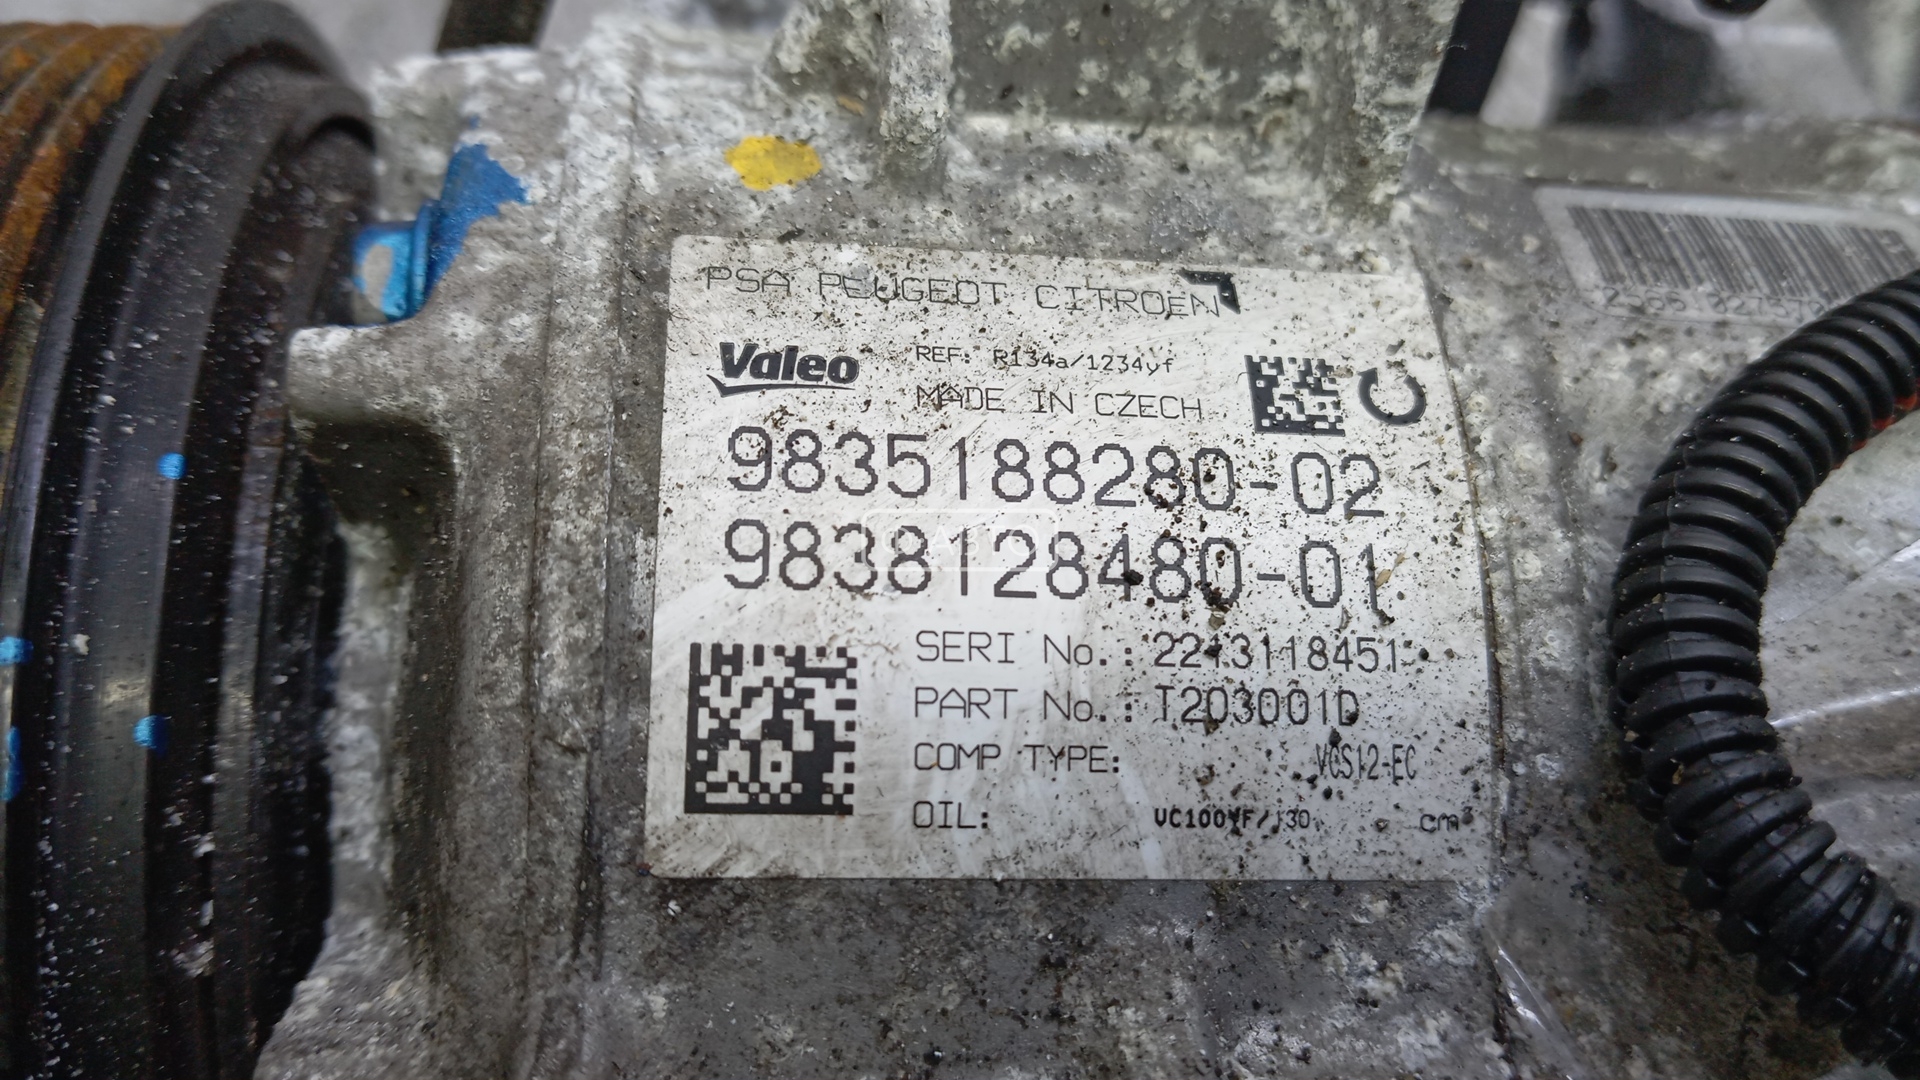 PSA PEUGEOT CITROEN
Valeo
REF: R134a/1234yf
MADE IN CZECH
9835188280-02
9838128480-01
SERI No.: 2213118451
PART No.: T203001D
COMP TYPE: VCS12-EC
OIL: VC100YF/130 cm³